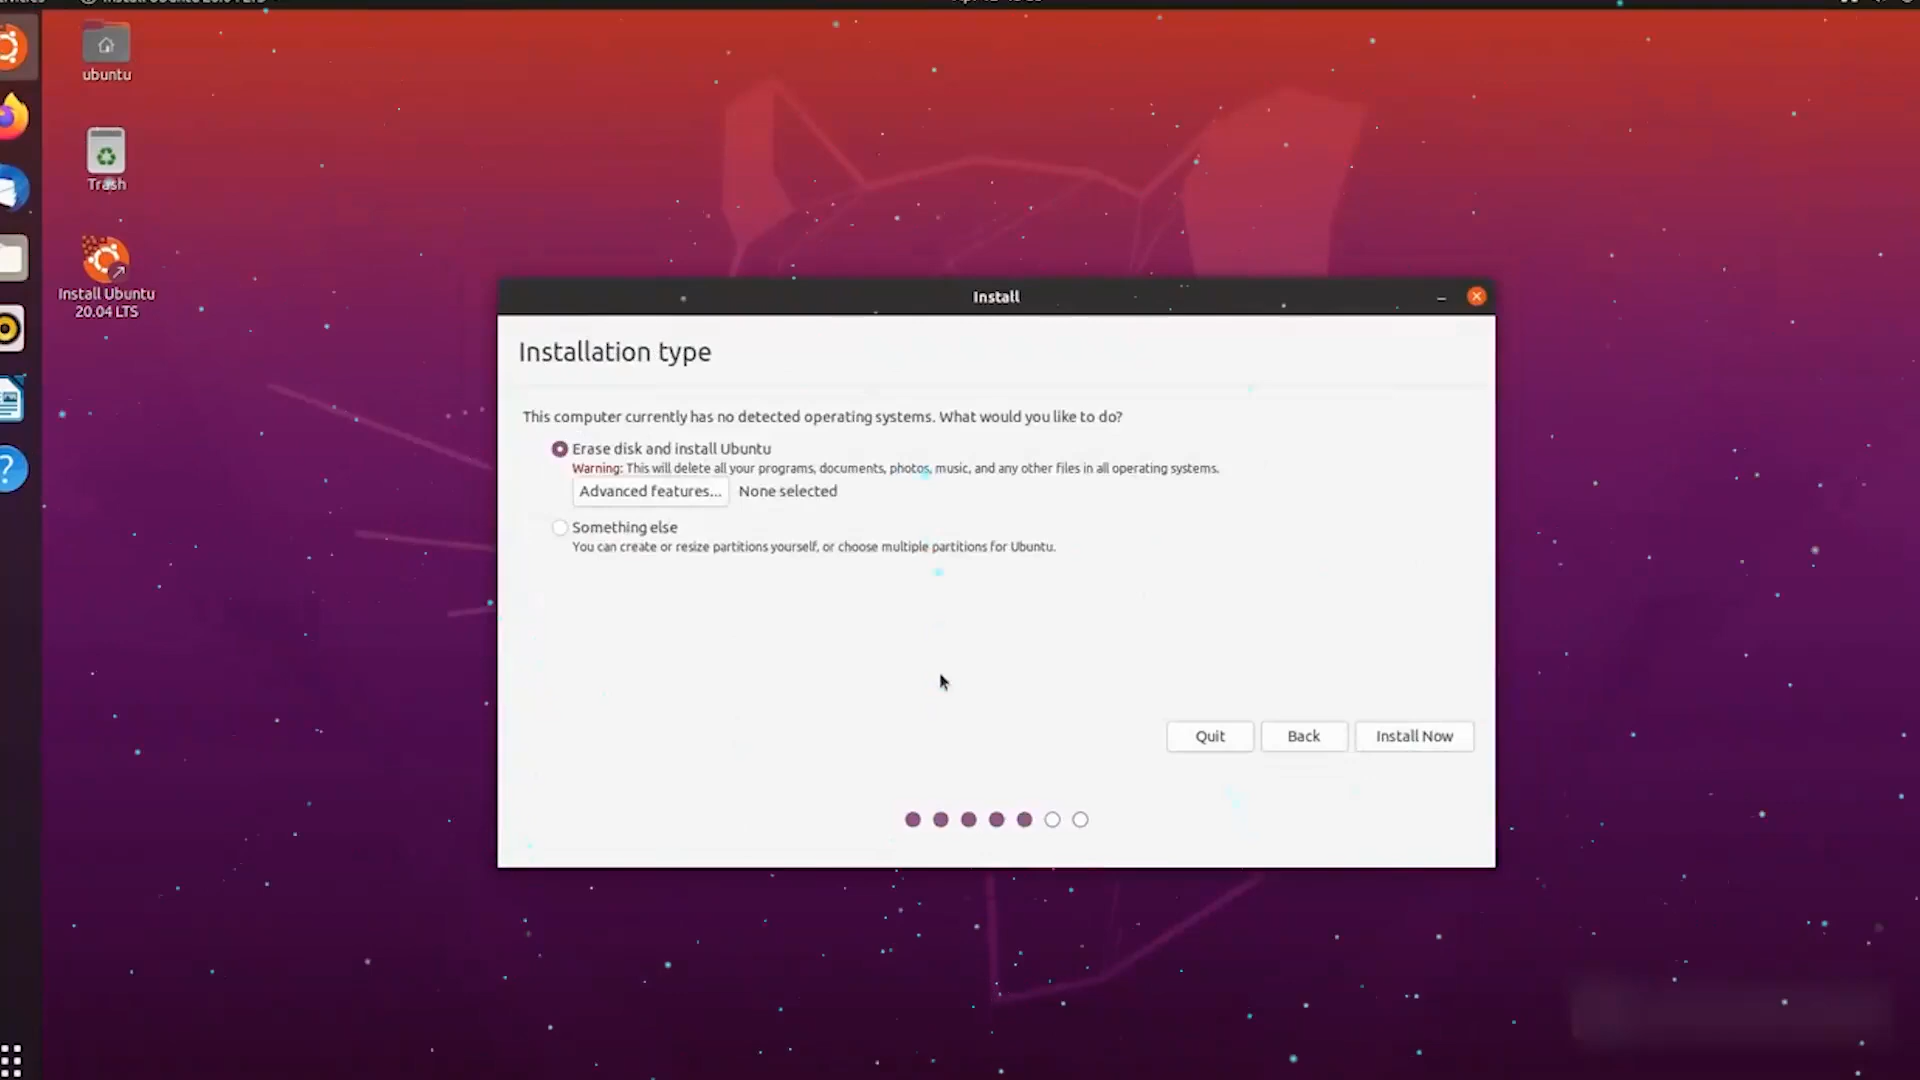 ubuntu
Trash
Install Ubuntu
20.04 LTS
Install
Installation type
This computer currently has no detected operating systems. What would you like to do?
Erase disk and install Ubuntu
Warning: This will delete all your programs, documents, photos, music, and any other files in all operating systems.
Advanced features... None selected
Something else
You can create or resize partitions yourself, or choose multiple partitions for Ubuntu.
Quit Back Install Now